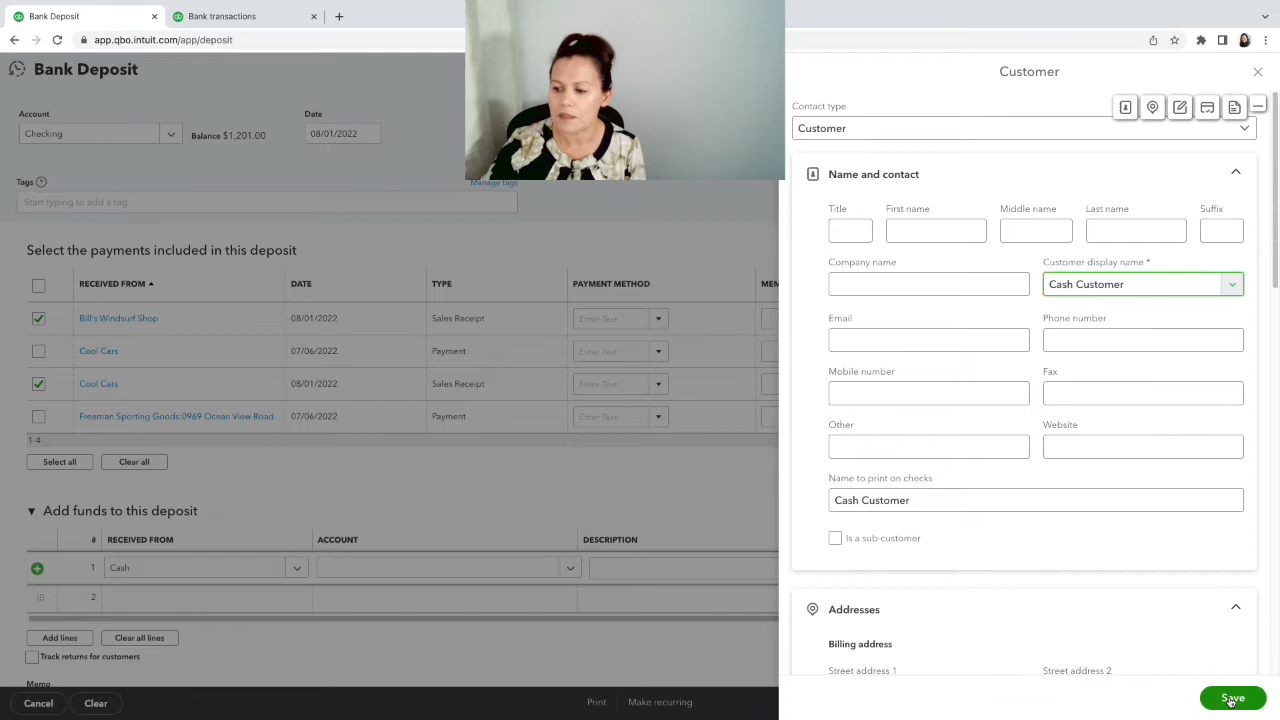 Bank Deposit
Bank transactions
app.qbo.intuit.com/app/deposit
Bank Deposit
Account
Checking
Balance $1,201.00
Date
08/01/2022
Tags
Manage tags
Start typing to add a tag
Select the payments included in this deposit
RECEIVED FROM DATE TYPE PAYMENT METHOD MEM
Bill's Windsurf Shop 08/01/2022 Sales Receipt Enter Text
Cool Cars 07/06/2022 Payment Enter Text
Cool Cars 08/01/2022 Sales Receipt Enter Text
Freeman Sporting Goods:0969 Ocean View Road 07/06/2022 Payment Enter Text
1-4
Select all Clear all
Add funds to this deposit
# RECEIVED FROM ACCOUNT DESCRIPTION
1 Cash
2
Add lines Clear all lines
Track returns for customers
Memo
Cancel Clear Print Make recurring
Customer
Contact type
Customer
Name and contact
Title First name Middle name Last name Suffix
Company name Customer display name *
Cash Customer
Email Phone number
Mobile number Fax
Other Website
Name to print on checks
Cash Customer
Is a sub-customer
Addresses
Billing address
Street address 1 Street address 2
Save